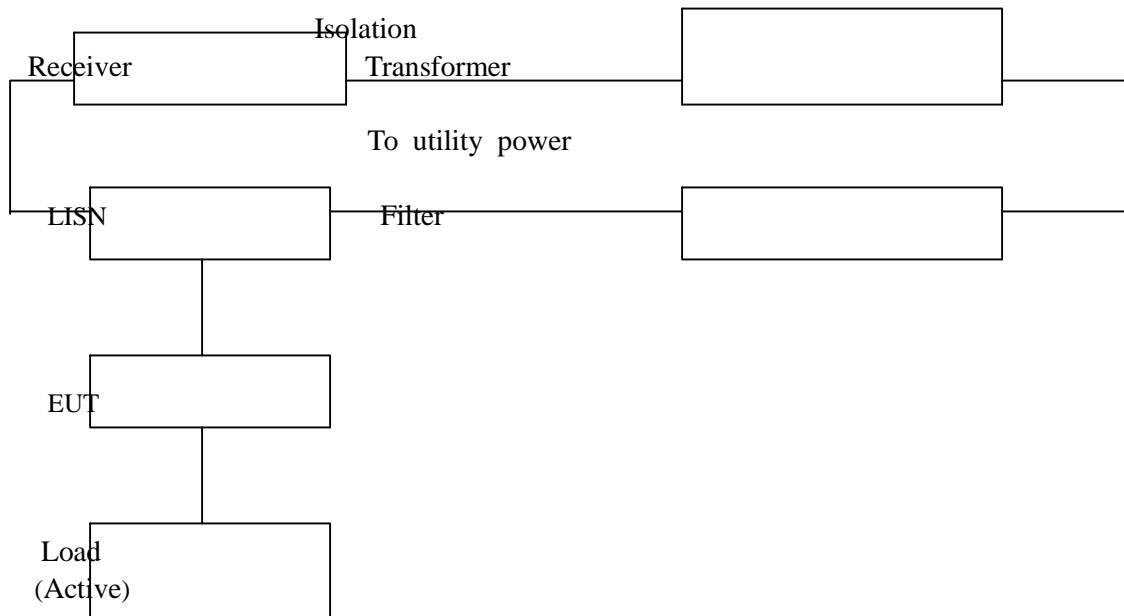 Isolation
Receiver Transformer
To utility power
LISN Filter
EUT
Load
(Active)